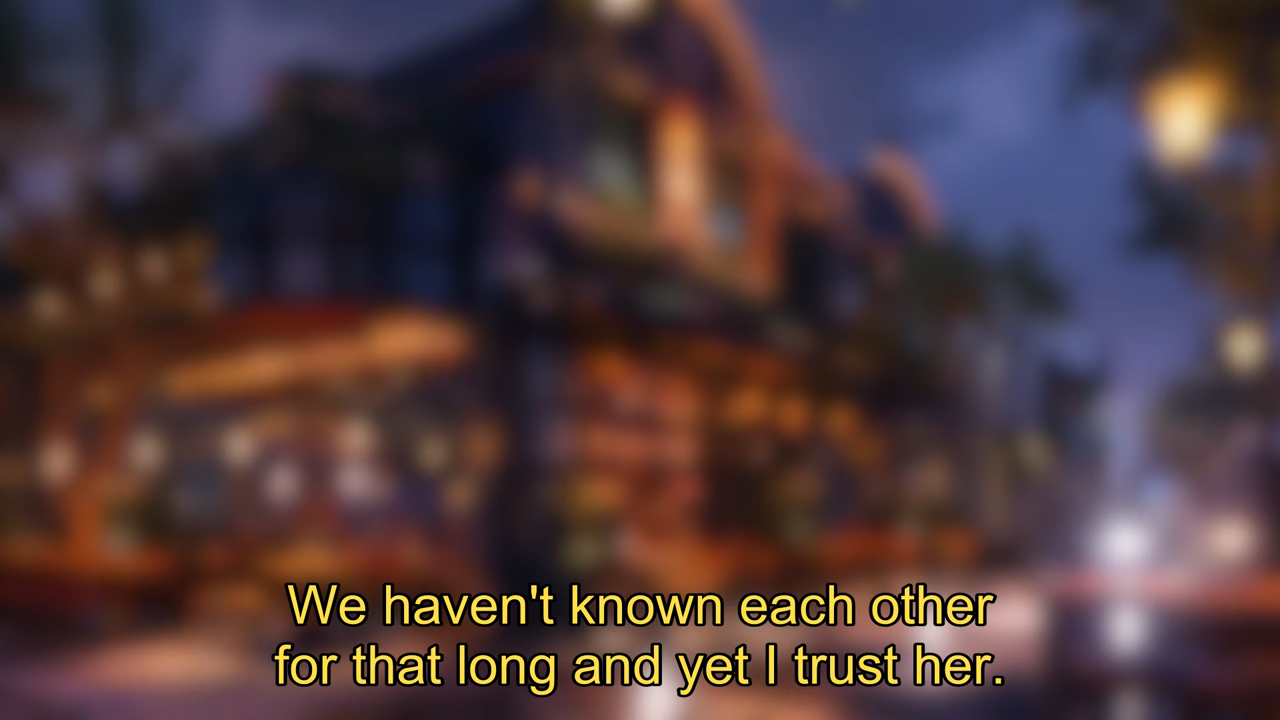 We haven't known each other
for that long and yet I trust her.